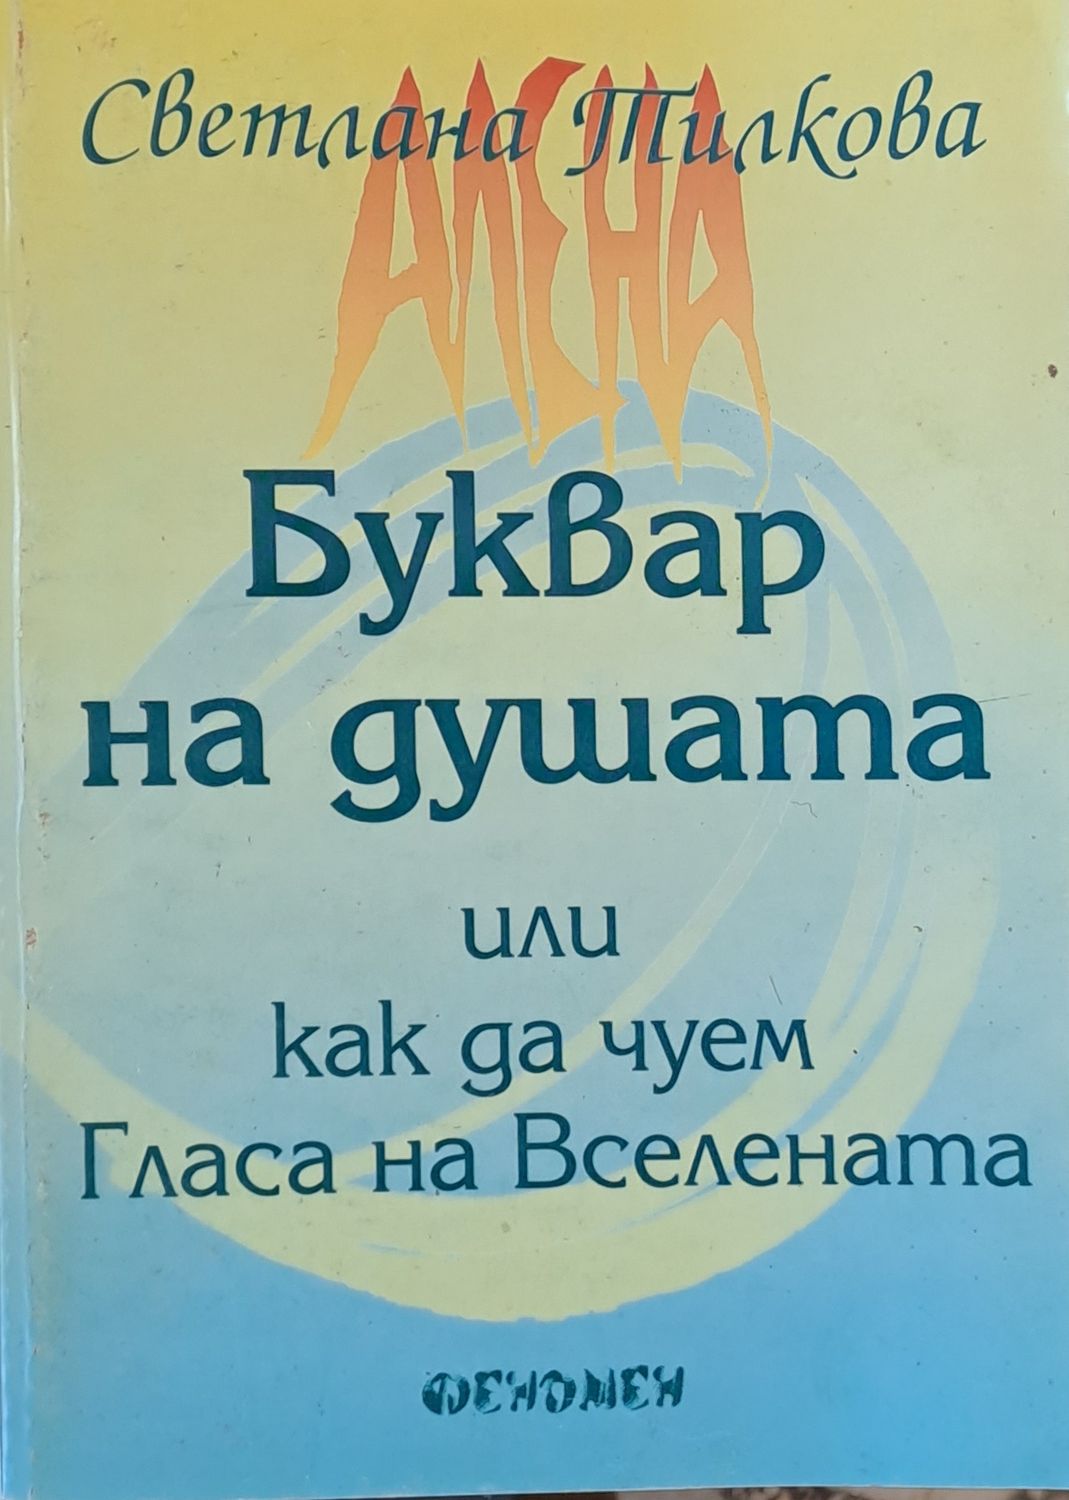 Светлана Тилкова
АЛЕНА
Буквар
на душата
или
как да чуем
Гласа на Вселената
ФЕНОМЕН